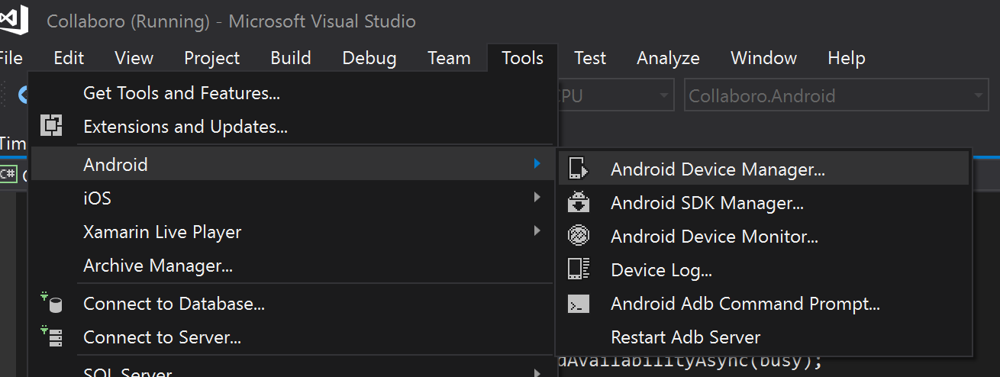 Collaboro (Running) - Microsoft Visual Studio
File Edit View Project Build Debug Team Tools Test Analyze Window Help
Get Tools and Features...
CPU
Collaboro.Android
Extensions and Updates...
Tim
Android
C#
iOS
Xamarin Live Player
Archive Manager...
Connect to Database...
Connect to Server...
SQL Server
Android Device Manager...
Android SDK Manager...
Android Device Monitor...
Device Log...
Android Adb Command Prompt...
Restart Adb Server
dAvailabilityAsync(busy);